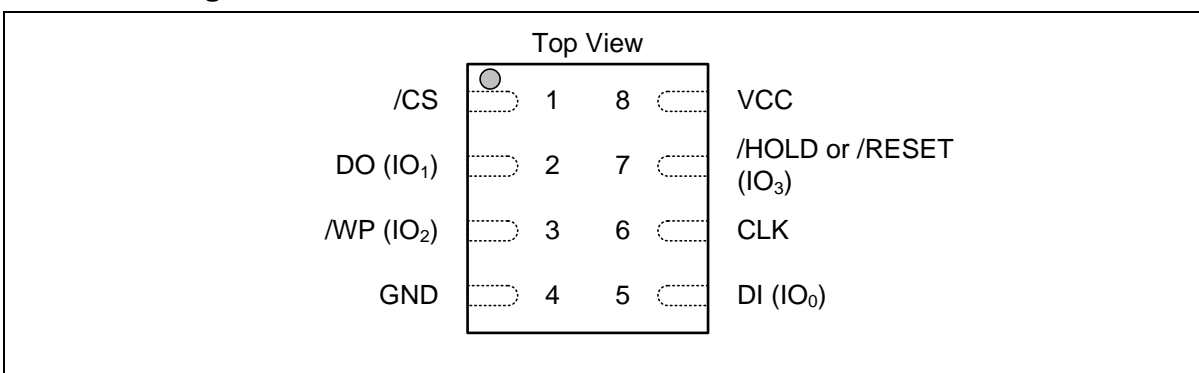 Top View
/CS 1 8 VCC
DO (IO₁) 2 7 /HOLD or /RESET
(IO₃)
/WP (IO₂) 3 6 CLK
GND 4 5 DI (IO₀)